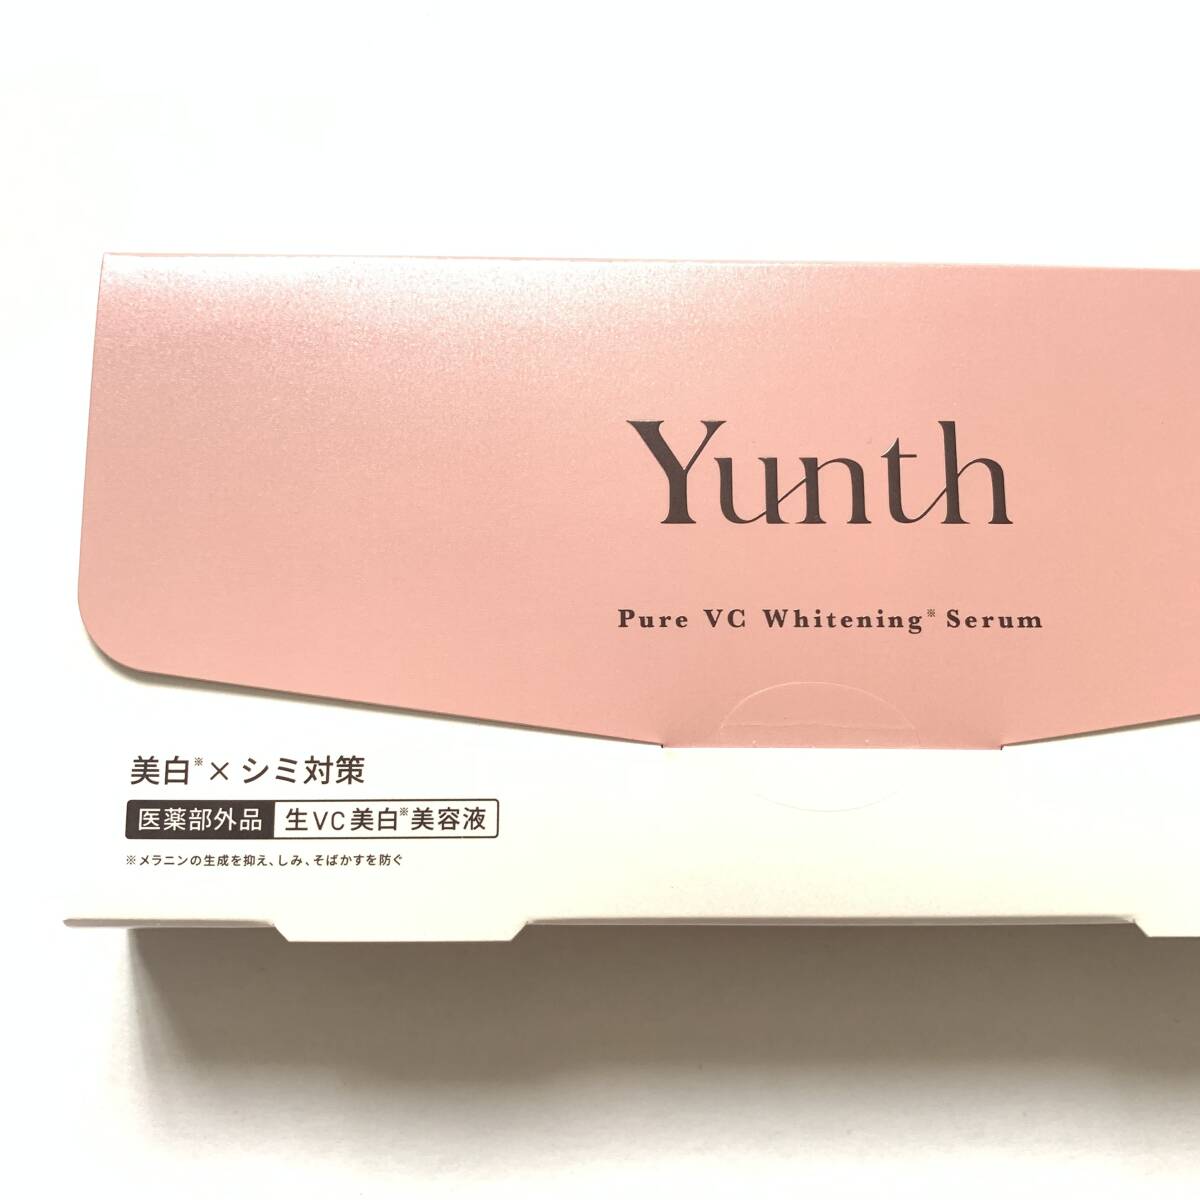 Yunth
Pure VC Whitening※ Serum
美白※×シミ対策
医薬部外品 生VC美白※美容液
※メラニンの生成を抑え、しみ、そばかすを防ぐ